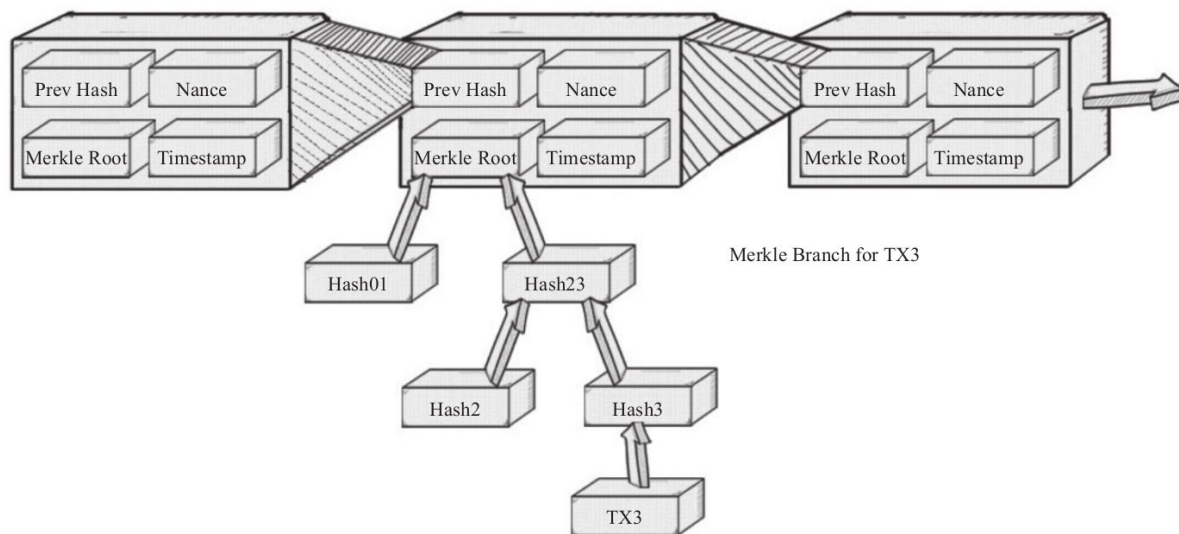 Prev Hash Nance Prev Hash Nance Prev Hash Nance
Merkle Root Timestamp Merkle Root Timestamp Merkle Root Timestamp
Merkle Branch for TX3
Hash01 Hash23
Hash2 Hash3
TX3